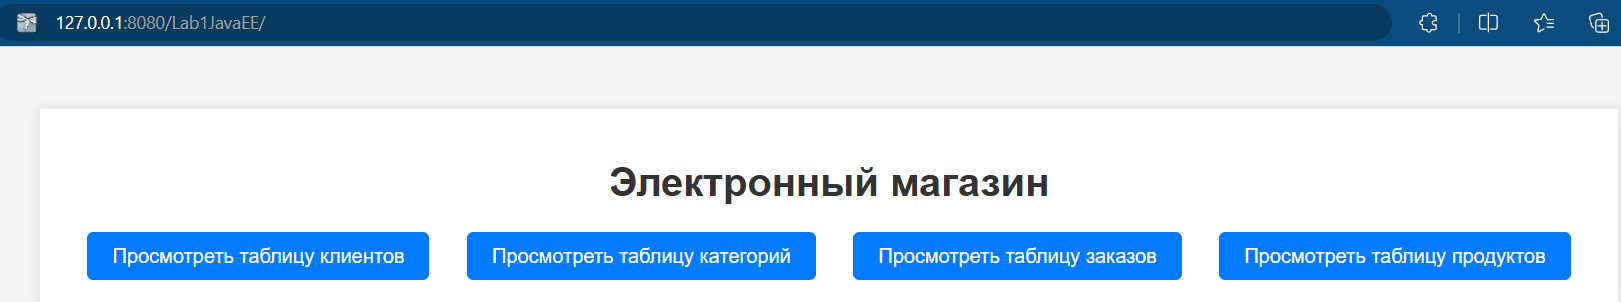 127.0.0.1:8080/Lab1JavaEE/
Электронный магазин
Просмотреть таблицу клиентов Просмотреть таблицу категорий Просмотреть таблицу заказов Просмотреть таблицу продуктов